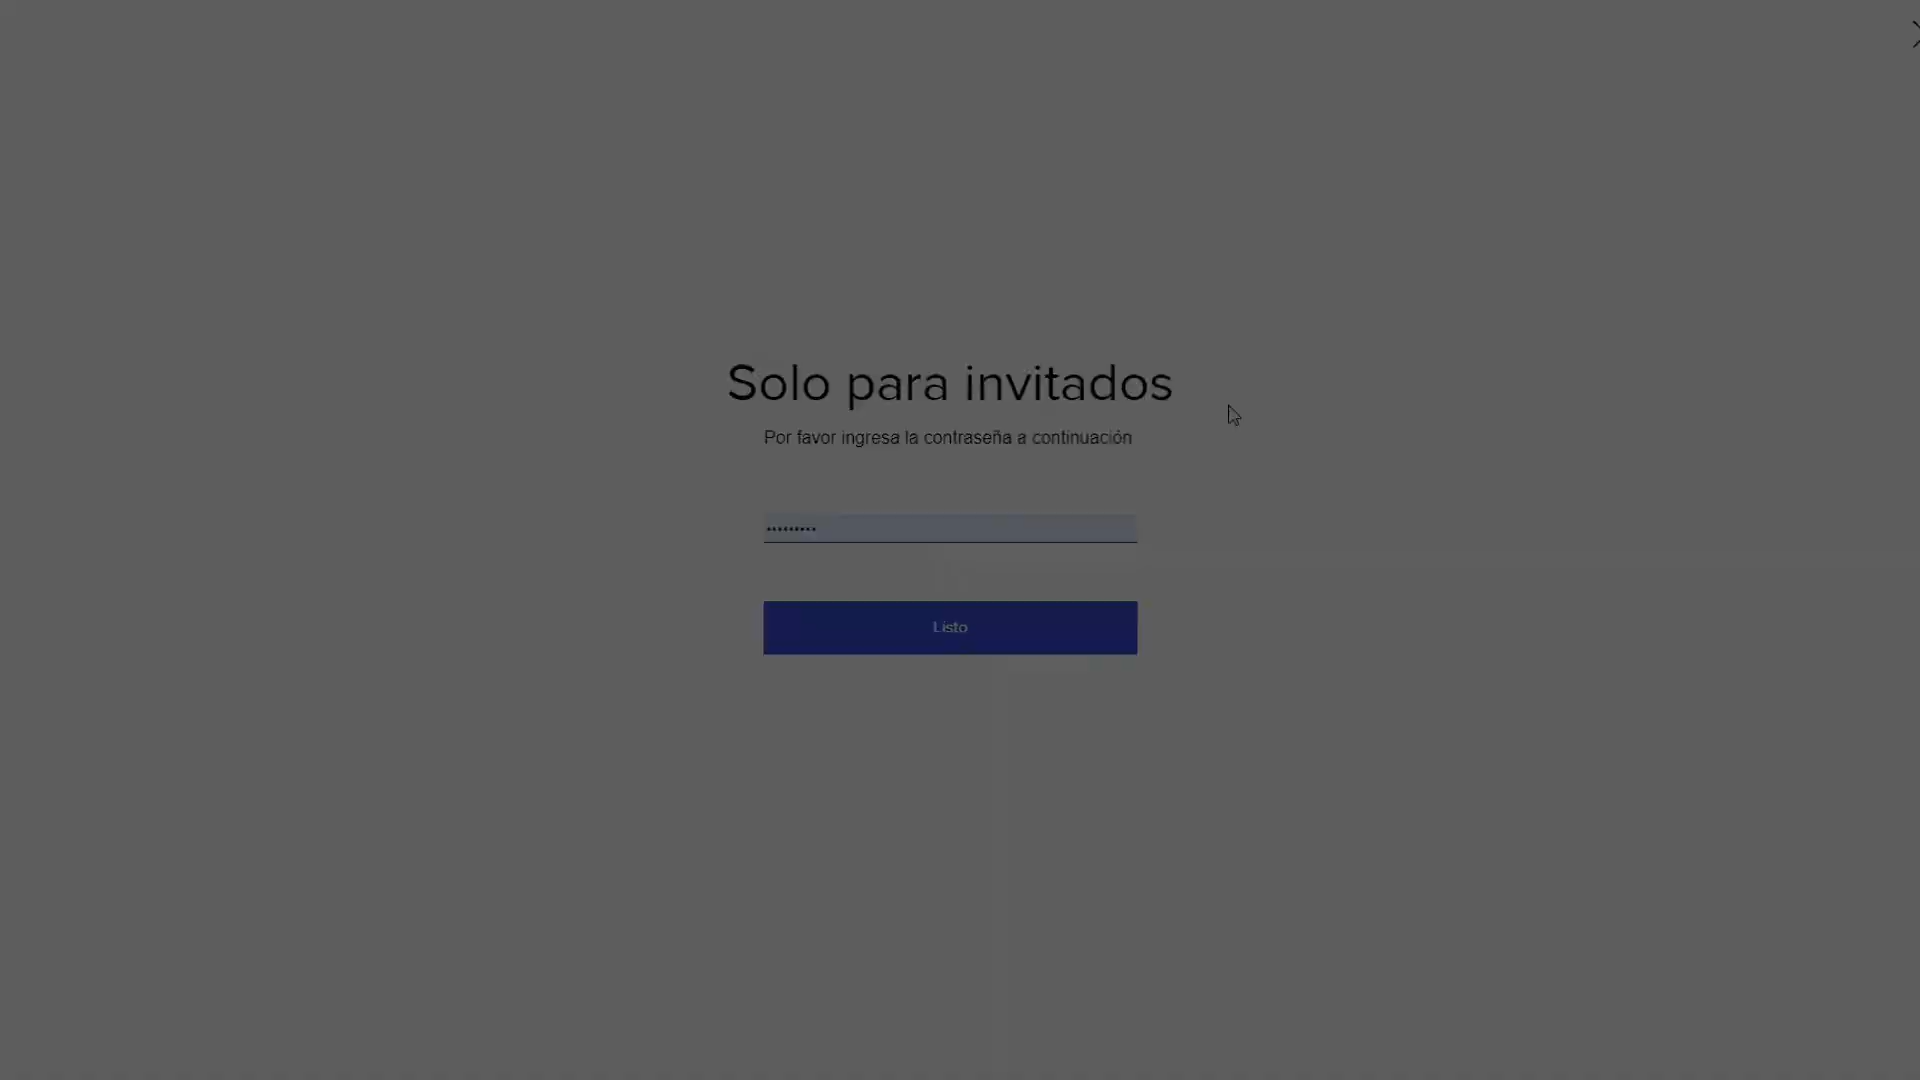 Solo para invitados
Por favor ingresa la contraseña a continuación
•••••••••
Listo